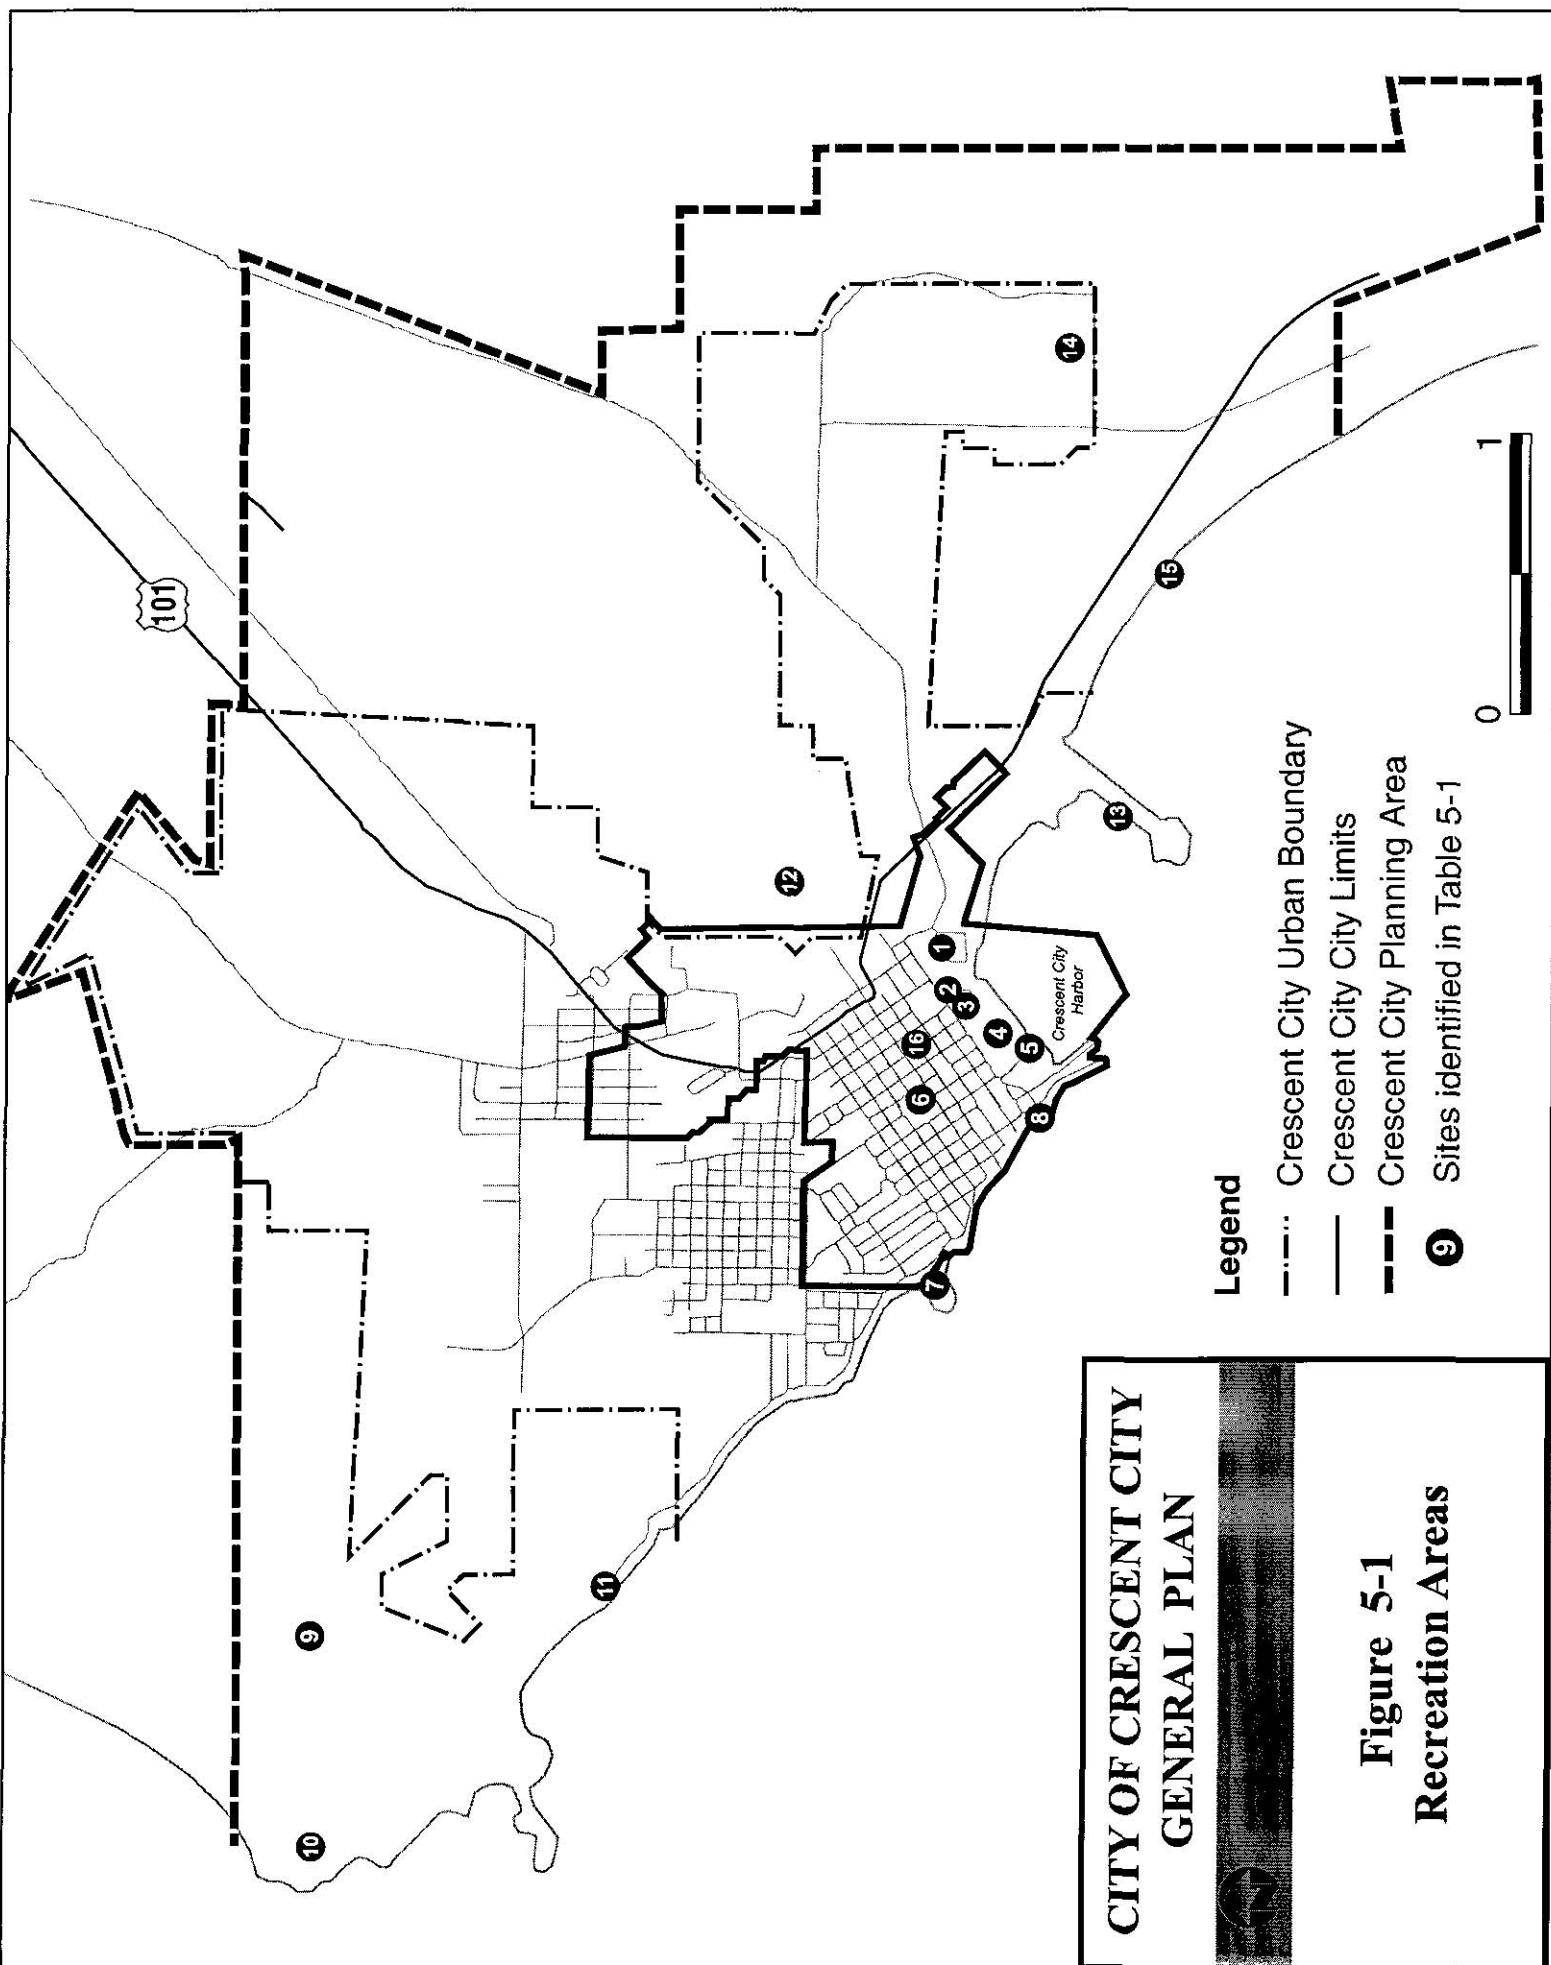 101
14
15
12
13
1
2
3
4
5
16
6
8
7
11
9
10
Crescent City
Harbor
0 1
Legend
Crescent City Urban Boundary
Crescent City City Limits
Crescent City Planning Area
9 Sites identified in Table 5-1
CITY OF CRESCENT CITY
GENERAL PLAN
N
Figure 5-1
Recreation Areas